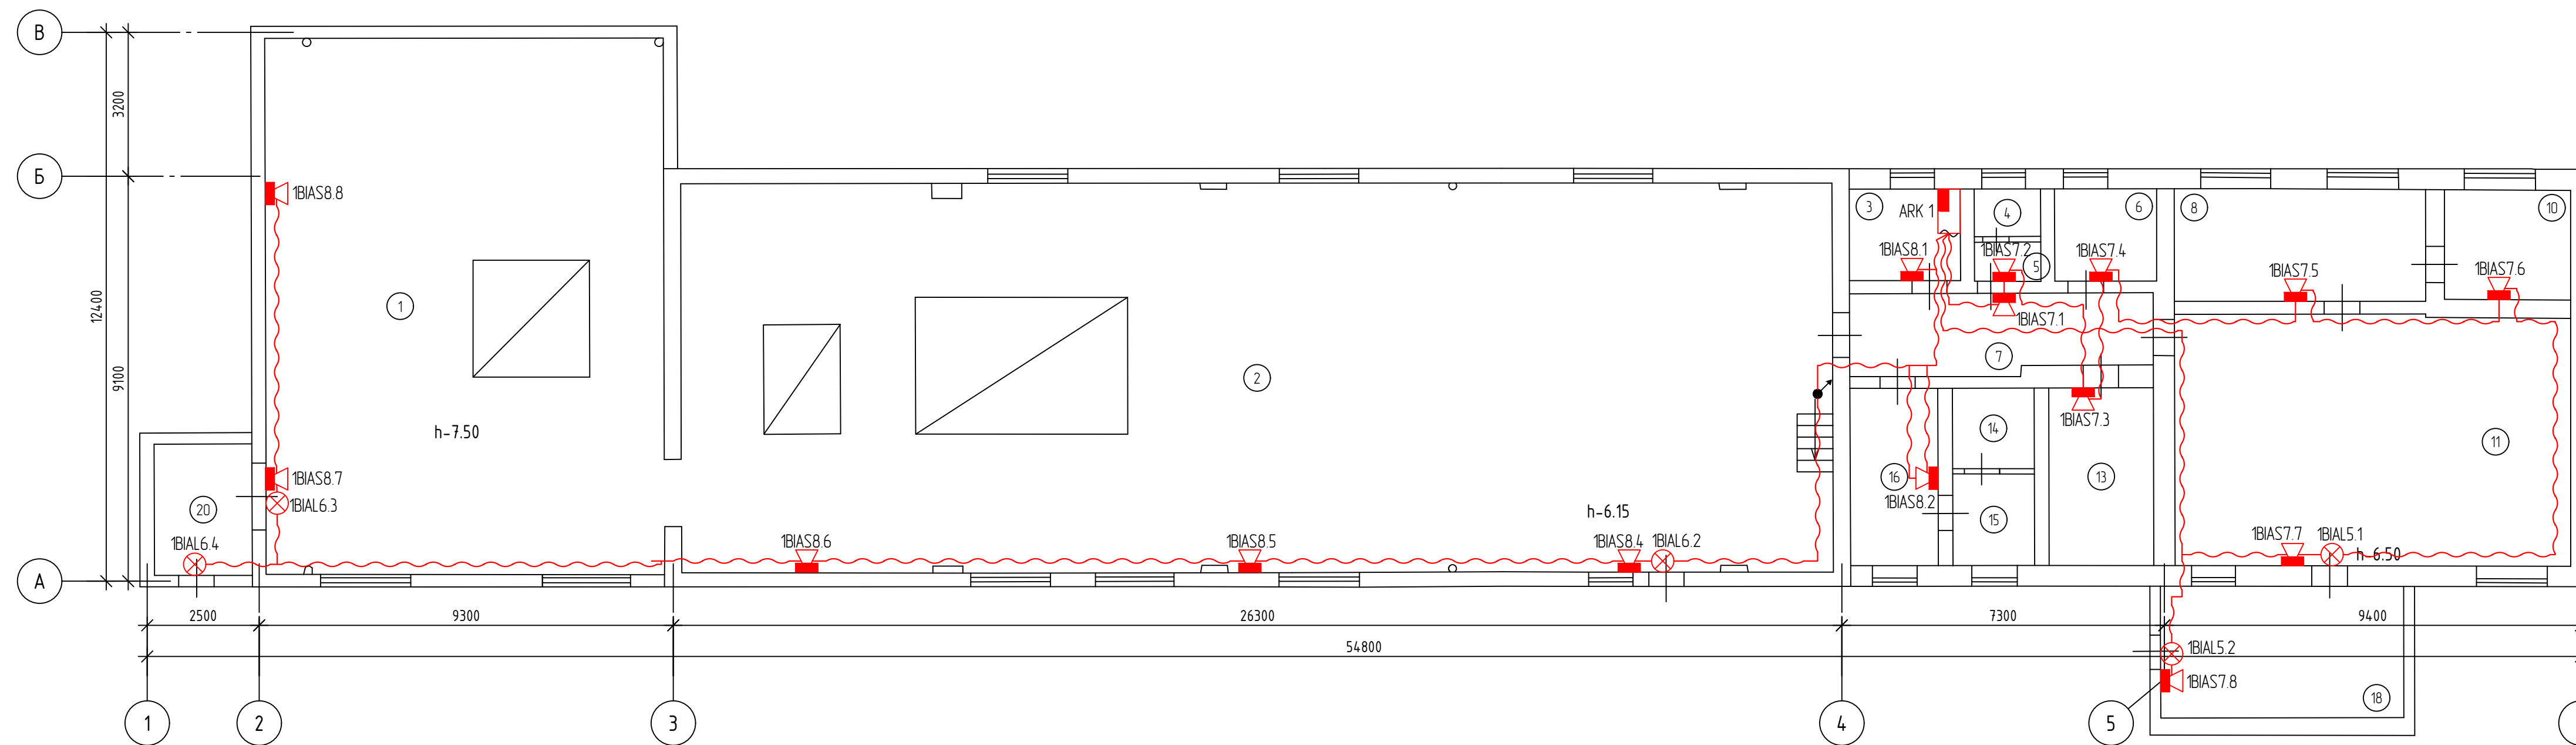 В
3200
Б
12400
9100
А
1BIAS8.8
1
h-7.50
1BIAS8.7
1BIAL6.3
20
1BIAL6.4
2
h-6.15
1BIAS8.6
1BIAS8.5
1BIAS8.4
1BIAL6.2
3
ARK 1
4
6
8
10
1BIAS8.1
1BIAS7.2
5
1BIAS7.4
1BIAS7.5
1BIAS7.6
1BIAS7.1
7
1BIAS7.3
14
11
16
13
1BIAS8.2
15
1BIAS7.7
1BIAL5.1
h-6.50
2500
9300
26300
7300
9400
54800
1BIAL5.2
1BIAS7.8
18
1
2
3
4
5